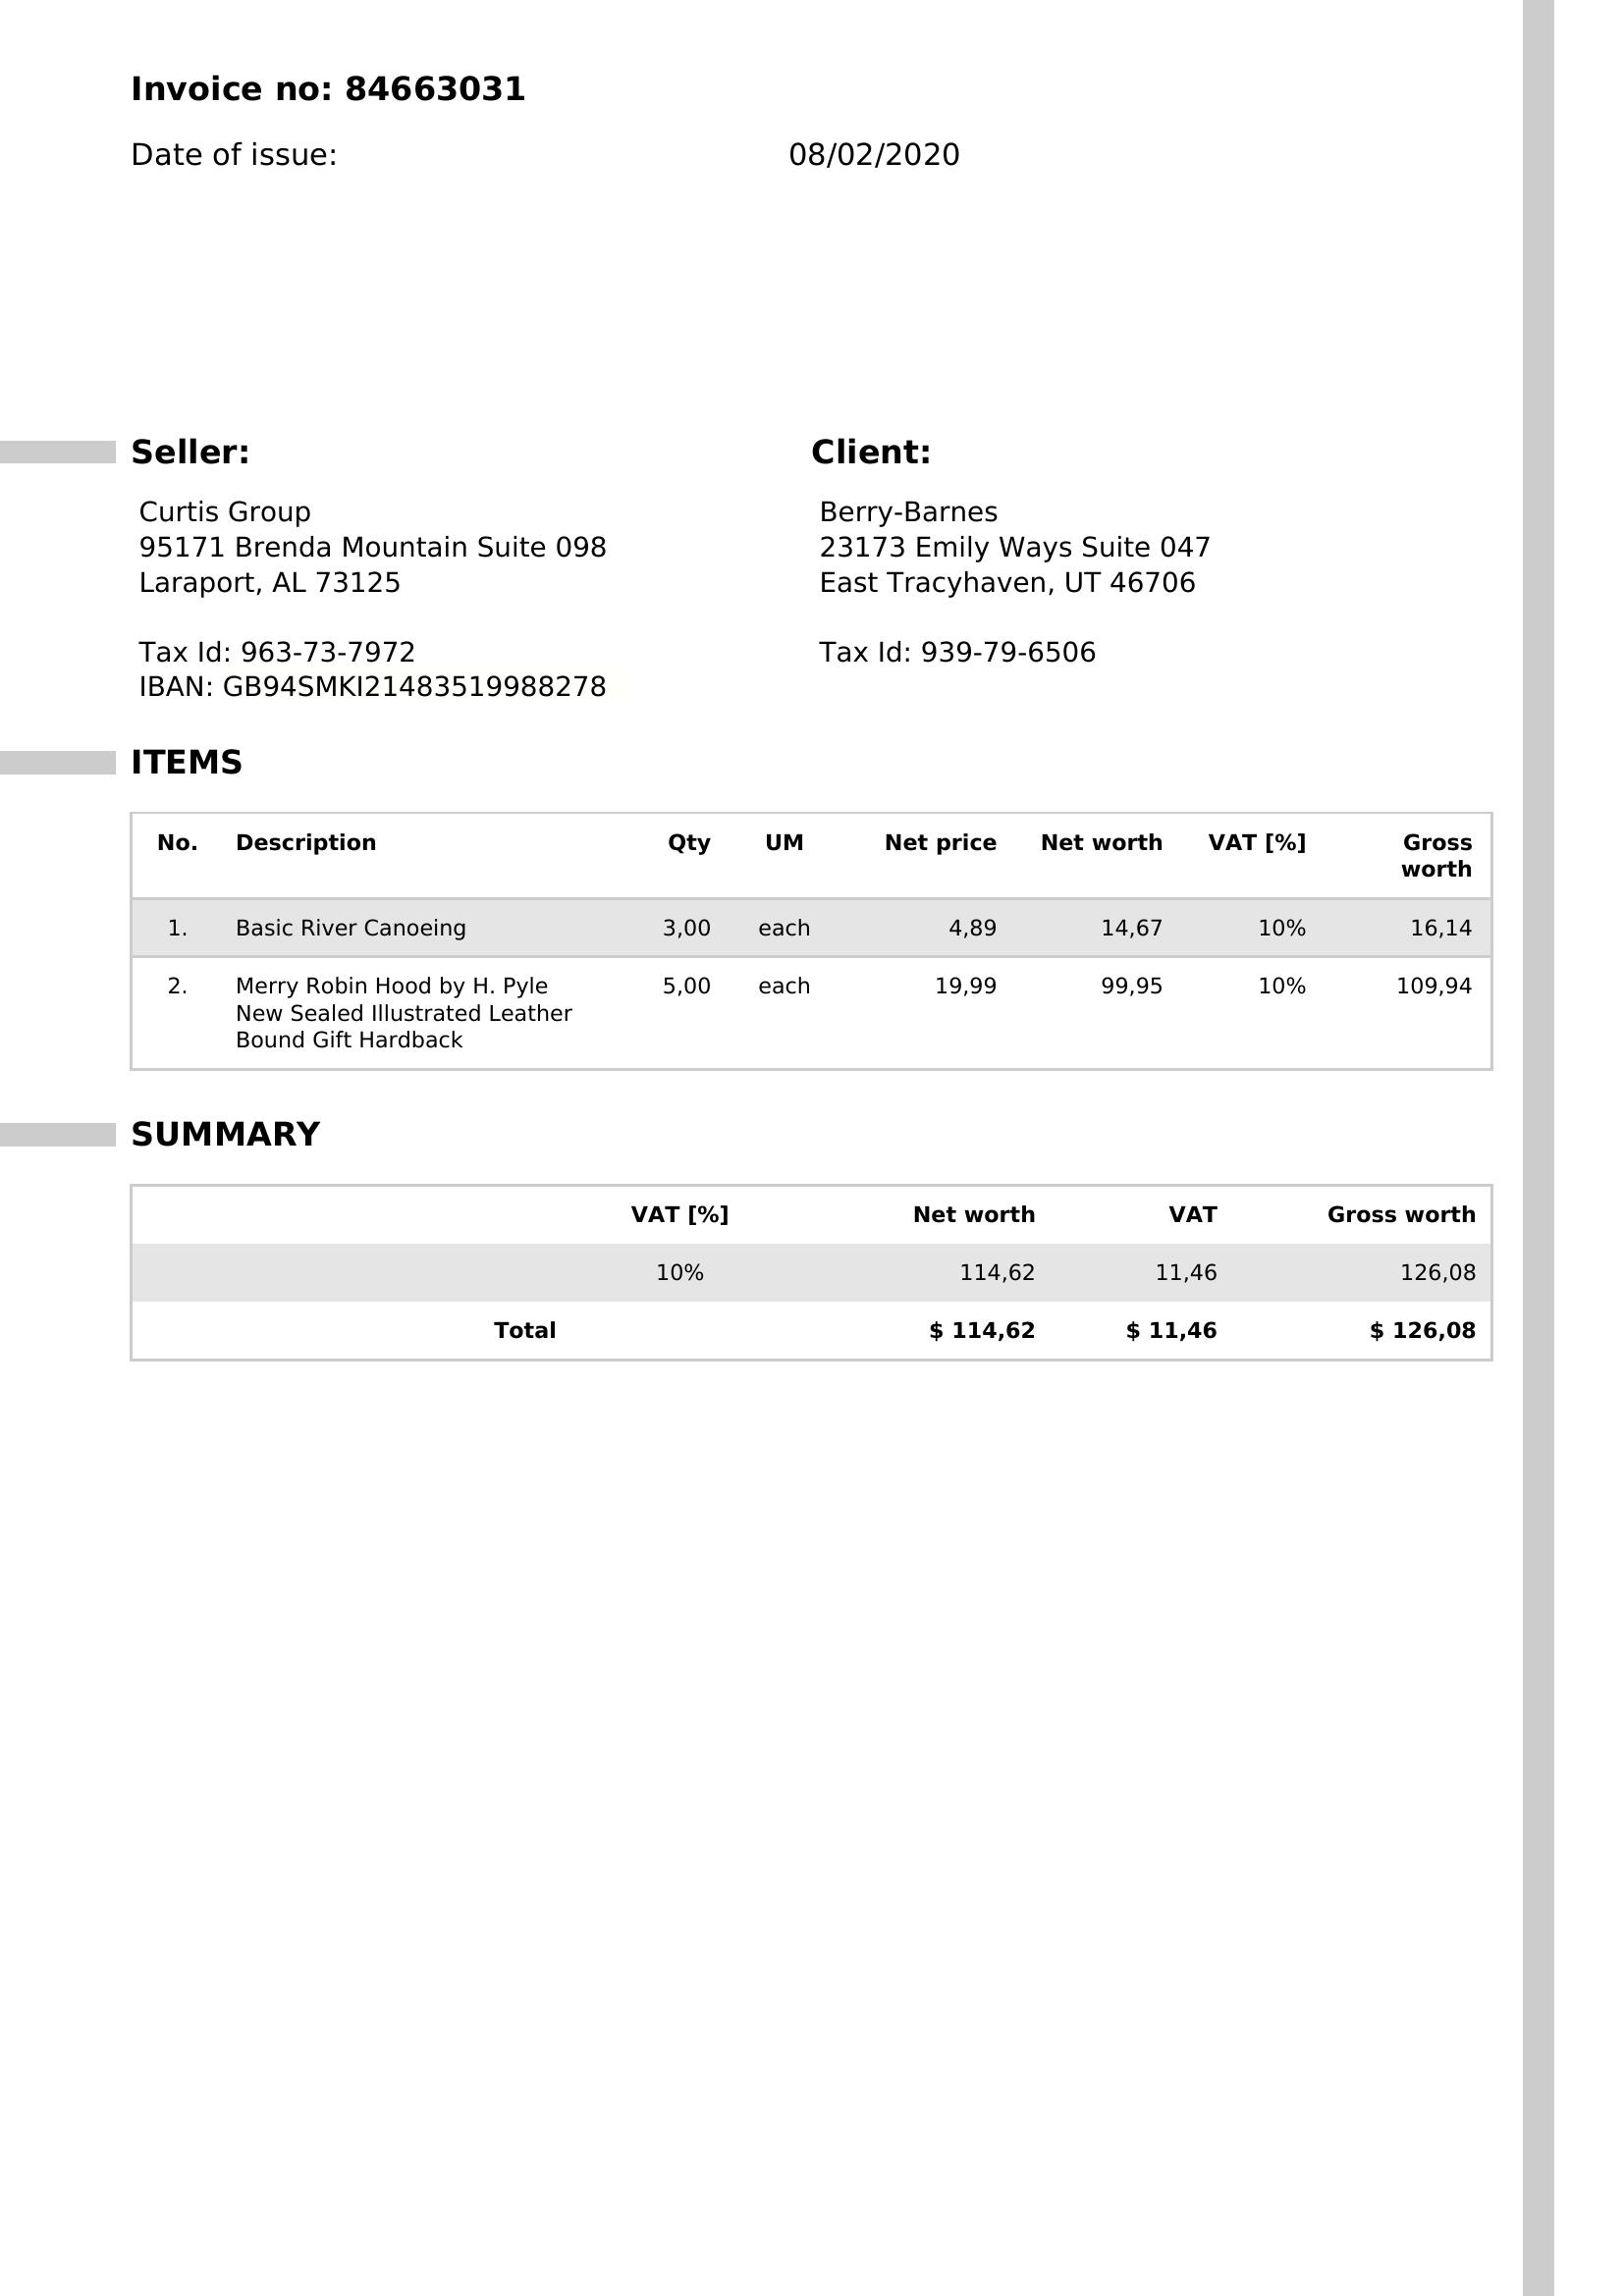 Invoice no: 84663031
Date of issue: 08/02/2020
Seller:
Curtis Group
95171 Brenda Mountain Suite 098
Laraport, AL 73125
Tax Id: 963-73-7972
IBAN: GB94SMKI21483519988278
Client:
Berry-Barnes
23173 Emily Ways Suite 047
East Tracyhaven, UT 46706
Tax Id: 939-79-6506
ITEMS
No. Description Qty UM Net price Net worth VAT [%] Gross
worth
1. Basic River Canoeing 3,00 each 4,89 14,67 10% 16,14
2. Merry Robin Hood by H. Pyle 5,00 each 19,99 99,95 10% 109,94
New Sealed Illustrated Leather
Bound Gift Hardback
SUMMARY
VAT [%] Net worth VAT Gross worth
10% 114,62 11,46 126,08
Total $ 114,62 $ 11,46 $ 126,08